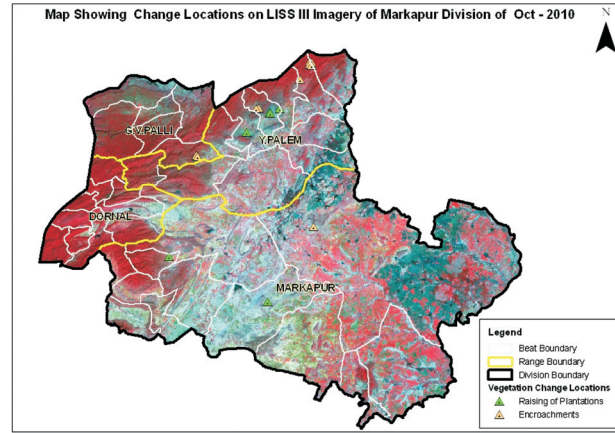 Map Showing Change Locations on LISS III Imagery of Markapur Division of Oct - 2010
N
G.V.PALLI
Y.PALEM
DORNAL
MARKAPUR
Legend
Beat Boundary
Range Boundary
Division Boundary
Vegetation Change Locations
Raising of Plantations
Encroachments